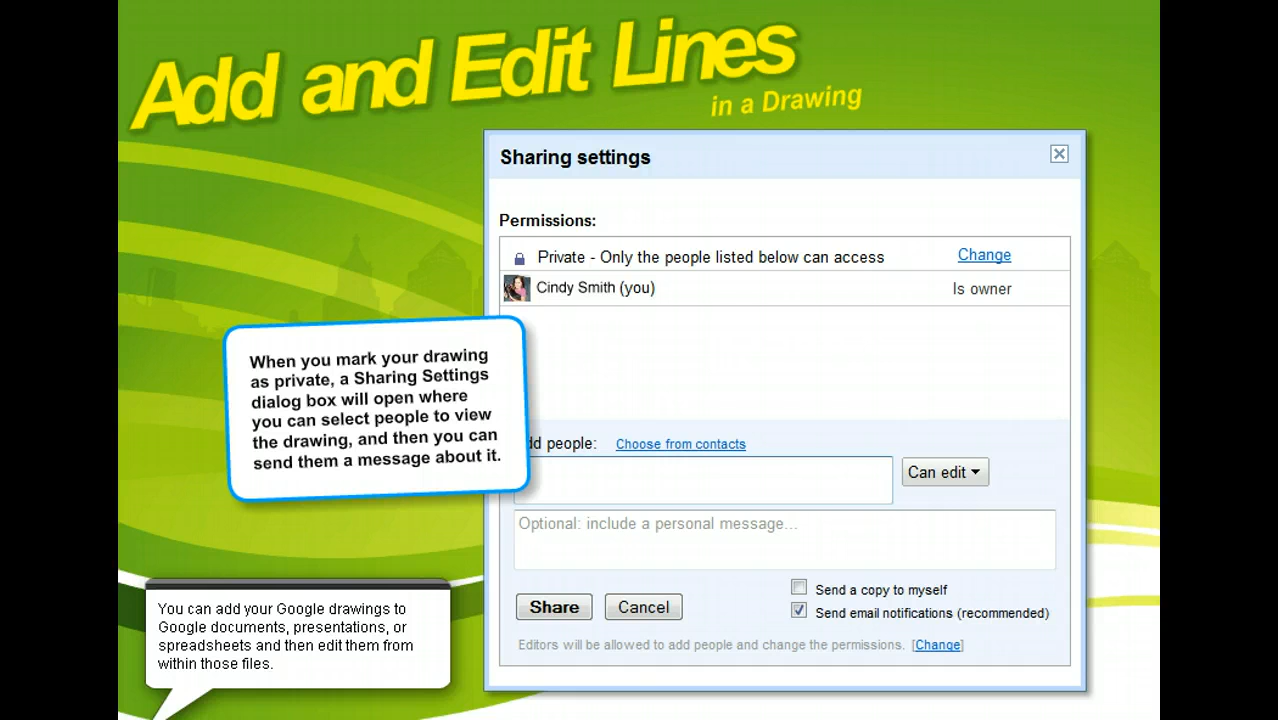 Add and Edit Lines
in a Drawing
Sharing settings
Permissions:
Private - Only the people listed below can access Change
Cindy Smith (you) Is owner
When you mark your drawing
as private, a Sharing Settings
dialog box will open where
you can select people to view
the drawing, and then you can
send them a message about it.
people: Choose from contacts
Can edit
Optional: include a personal message...
Send a copy to myself
Share Cancel
Send email notifications (recommended)
Editors will be allowed to add people and change the permissions. [Change]
You can add your Google drawings to
Google documents, presentations, or
spreadsheets and then edit them from
within those files.